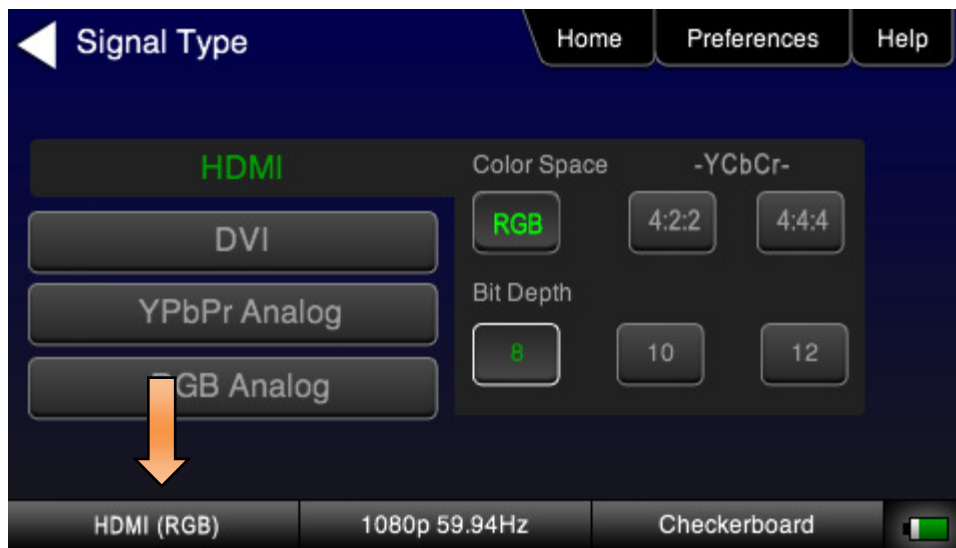 Signal Type
Home
Preferences
Help
HDMI
Color Space
-YCbCr-
RGB
4:2:2
4:4:4
DVI
YPbPr Analog
Bit Depth
8
10
12
GB Analog
HDMI (RGB)
1080p 59.94Hz
Checkerboard